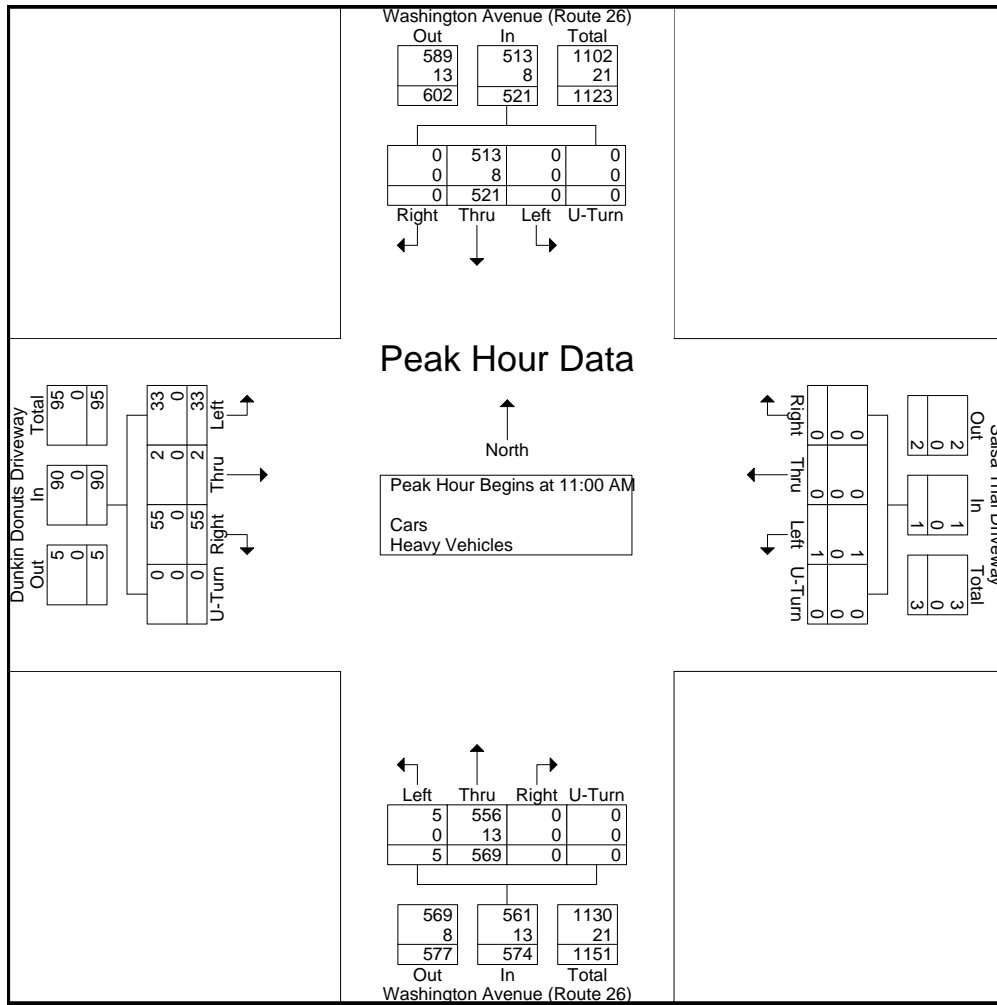 Washington Avenue (Route 26)
Out In Total
589 513 1102
13 8 21
602 521 1123
0 513 0 0
0 8 0 0
0 521 0 0
Right Thru Left U-Turn
Peak Hour Data
North
Peak Hour Begins at 11:00 AM
Cars
Heavy Vehicles
Dunkin Donuts Driveway
Total In Out
95 90 5
0 0 0
95 90 5
33 2 55 0
0 0 0 0
33 2 55 0
Left Thru Right U-Turn
Salsa Thai Driveway
Out In Total
2 1 3
0 0 0
2 1 3
0 0 1 0
0 0 0 0
0 0 1 0
Right Thru Left U-Turn
Left Thru Right U-Turn
5 556 0 0
0 13 0 0
5 569 0 0
569 561 1130
8 13 21
577 574 1151
Out In Total
Washington Avenue (Route 26)